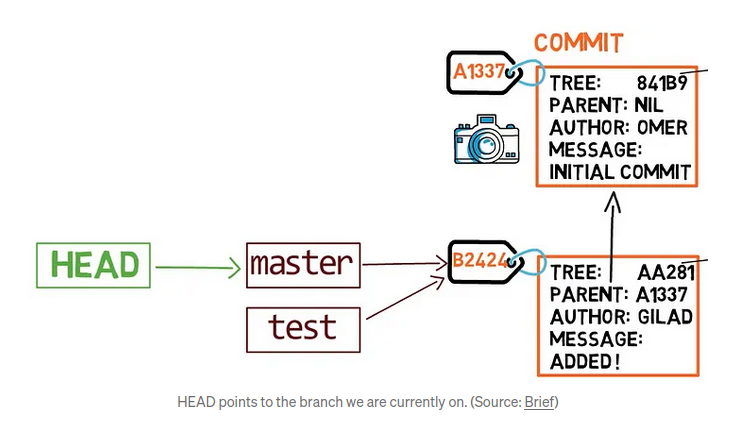 COMMIT
A1337
TREE: 841B9
PARENT: NIL
AUTHOR: OMER
MESSAGE:
INITIAL COMMIT
HEAD
master
test
B2424
TREE: AA281
PARENT: A1337
AUTHOR: GILAD
MESSAGE:
ADDED!
HEAD points to the branch we are currently on. (Source: Brief)